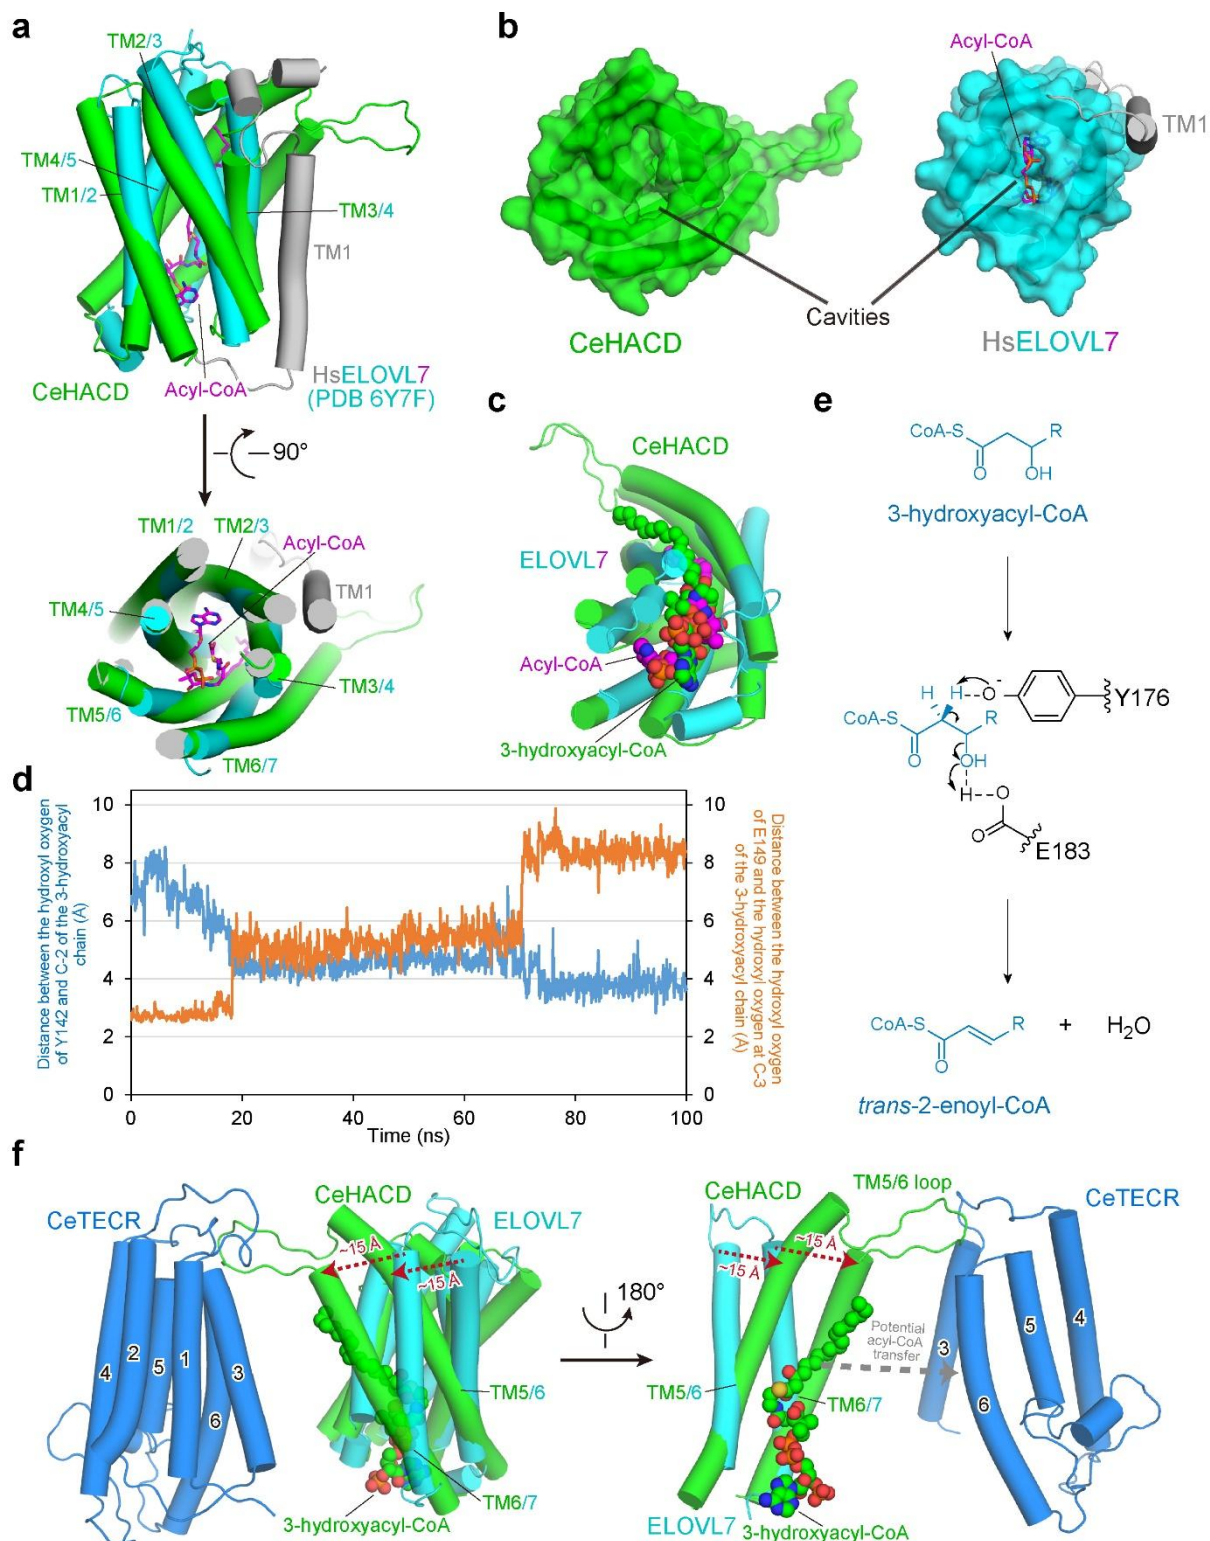 a
TM2/3
TM4/5
TM1/2
TM3/4
TM1
CeHACD
Acyl-CoA
HsELOVL7
(PDB 6Y7F)
90°
TM1/2
TM2/3
Acyl-CoA
TM4/5
TM1
TM3/4
TM5/6
TM6/7
b
Acyl-CoA
TM1
Cavities
CeHACD
HsELOVL7
c
CeHACD
ELOVL7
Acyl-CoA
3-hydroxyacyl-CoA
e
CoA-S
R
O
OH
3-hydroxyacyl-CoA
H
H
O
-
Y176
CoA-S
R
O
OH
H
O
O
E183
CoA-S
R
O
+
H2O
trans-2-enoyl-CoA
d
Distance between the hydroxyl oxygen
of Y142 and C-2 of the 3-hydroxyacyl
chain (Å)
10
8
6
4
2
0
0
20
40
60
80
100
Time (ns)
10
8
6
4
2
0
Distance between the hydroxyl oxygen
of E149 and the hydroxyl oxygen at C-3
of the 3-hydroxyacyl chain (Å)
f
CeTECR
CeHACD
ELOVL7
~15 Å
~15 Å
4
2
5
1
3
6
TM5/6
TM6/7
3-hydroxyacyl-CoA
180°
CeHACD
TM5/6 loop
CeTECR
~15 Å
~15 Å
Potential
acyl-CoA
transfer
3
5
4
6
TM5/6
TM6/7
ELOVL7
3-hydroxyacyl-CoA